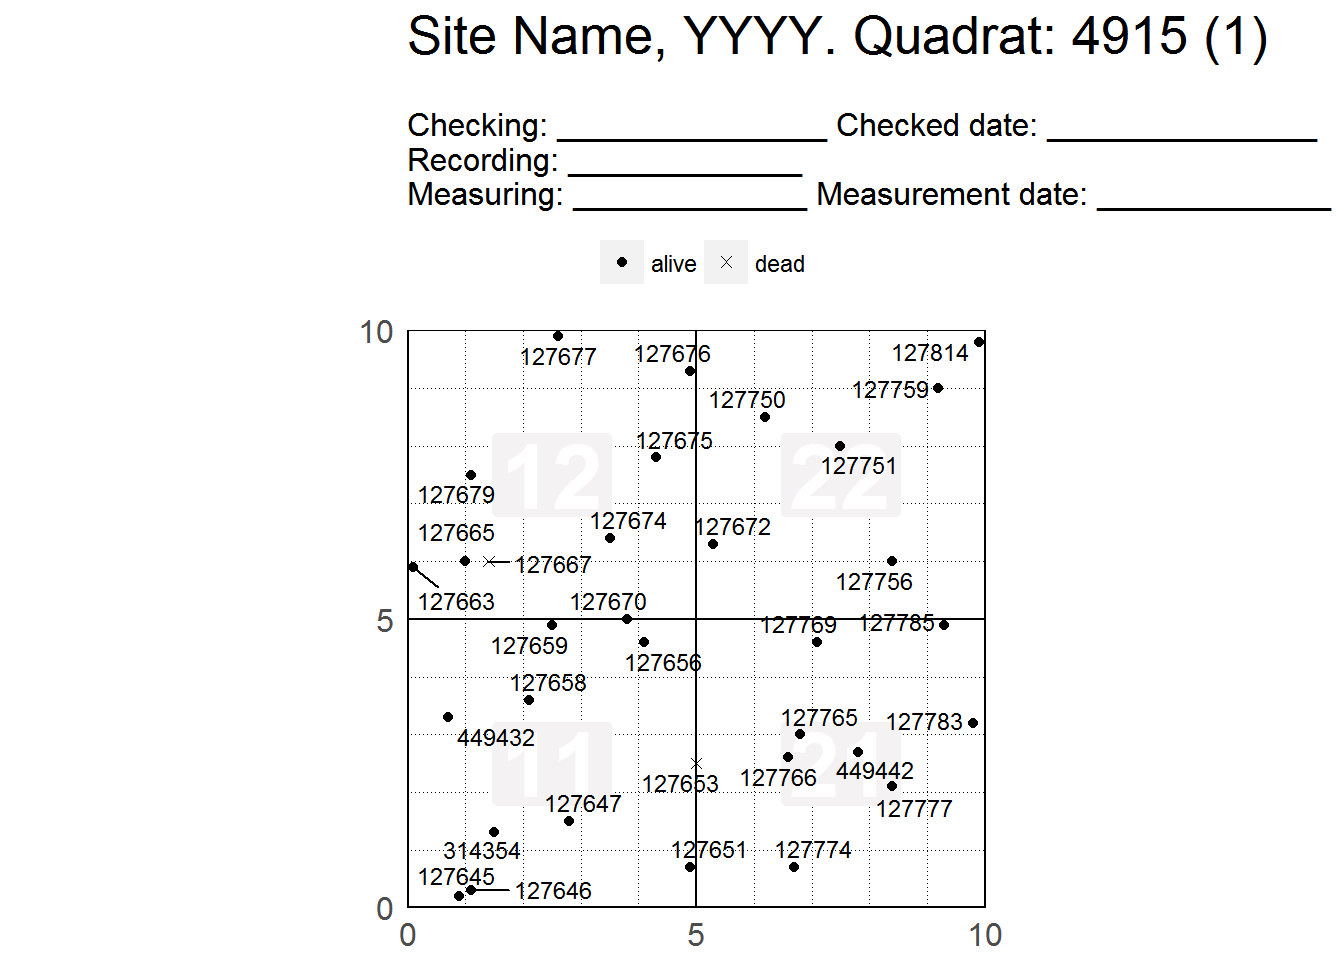 Site Name, YYYY. Quadrat: 4915 (1)
Checking: _______________ Checked date: _______________
Recording: _____________
Measuring: _____________ Measurement date: _____________
alive dead
10
127677 127676 127814
127759
127750
12 127675 22 127751
127679
127665 127674 127672
127667
127663 127670 127756
5
127659 127769 127785
127656
127658
449432 127765 127783
11 127653 127766 21 449442
127647 127777
314354 127651 127774
127645 127646
0
0 5 10